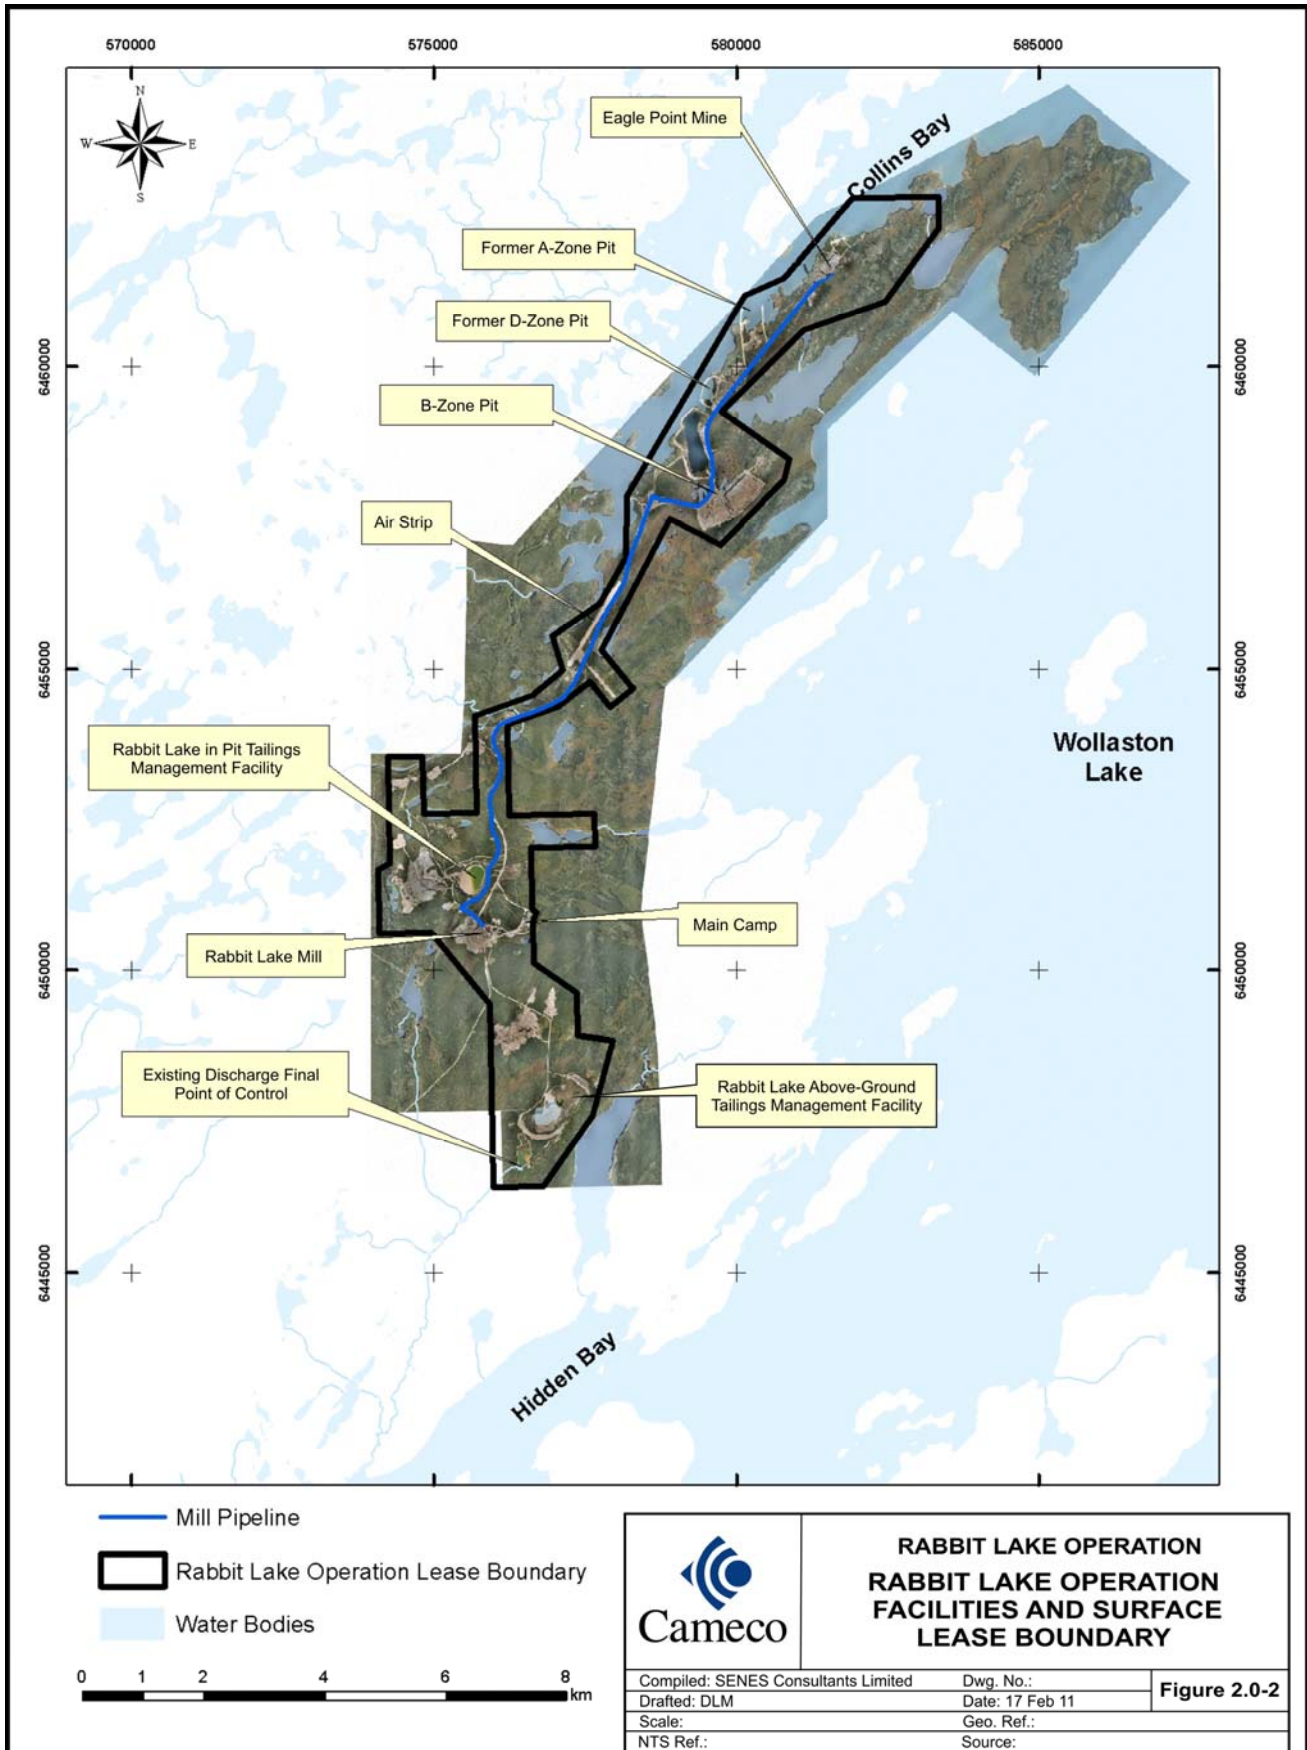 570000
575000
580000
585000
N
W
E
S
Eagle Point Mine
Collins Bay
Former A-Zone Pit
Former D-Zone Pit
6460000
6460000
B-Zone Pit
Air Strip
6455000
6455000
Wollaston
Lake
Rabbit Lake in Pit Tailings
Management Facility
Main Camp
Rabbit Lake Mill
6450000
6450000
Existing Discharge Final
Point of Control
Rabbit Lake Above-Ground
Tailings Management Facility
6445000
6445000
Hidden Bay
Mill Pipeline
Rabbit Lake Operation Lease Boundary
Water Bodies
0 1 2 4 6 8
km
Cameco
RABBIT LAKE OPERATION
RABBIT LAKE OPERATION
FACILITIES AND SURFACE
LEASE BOUNDARY
Compiled: SENES Consultants Limited
Dwg. No.:
Figure 2.0-2
Drafted: DLM
Date: 17 Feb 11
Scale:
Geo. Ref.:
NTS Ref.:
Source: